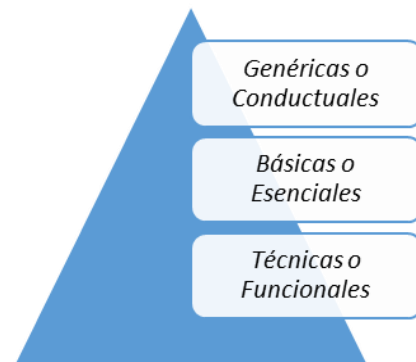 Genéricas o
Conductuales
Básicas o
Esenciales
Técnicas o
Funcionales